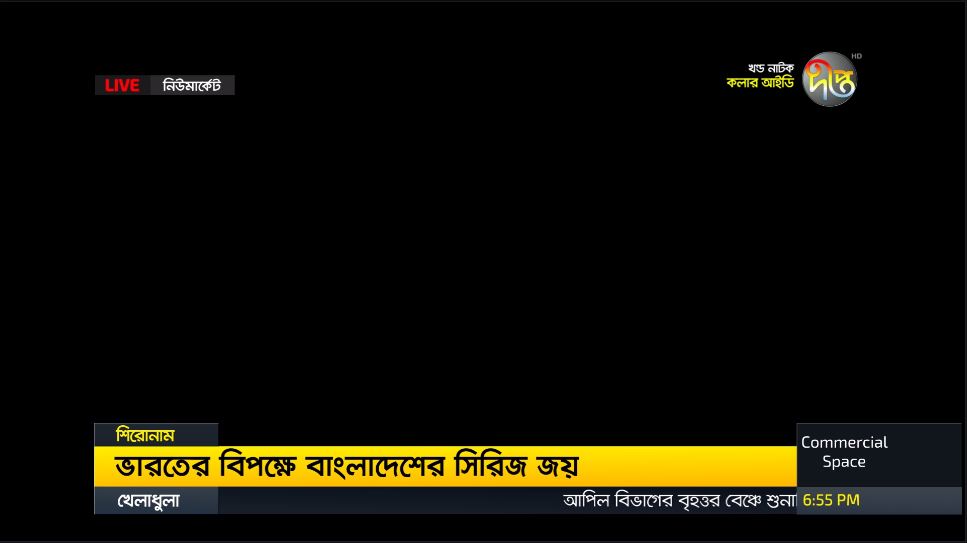 LIVE নিউমার্কেট
খন্ড নাটক
কলার আইডি
দীপ্ত
HD
শিরোনাম
ভারতের বিপক্ষে বাংলাদেশের সিরিজ জয়
Commercial
Space
খেলাধুলা আপিল বিভাগের বৃহত্তর বেঞ্চে শুনা 6:55 PM